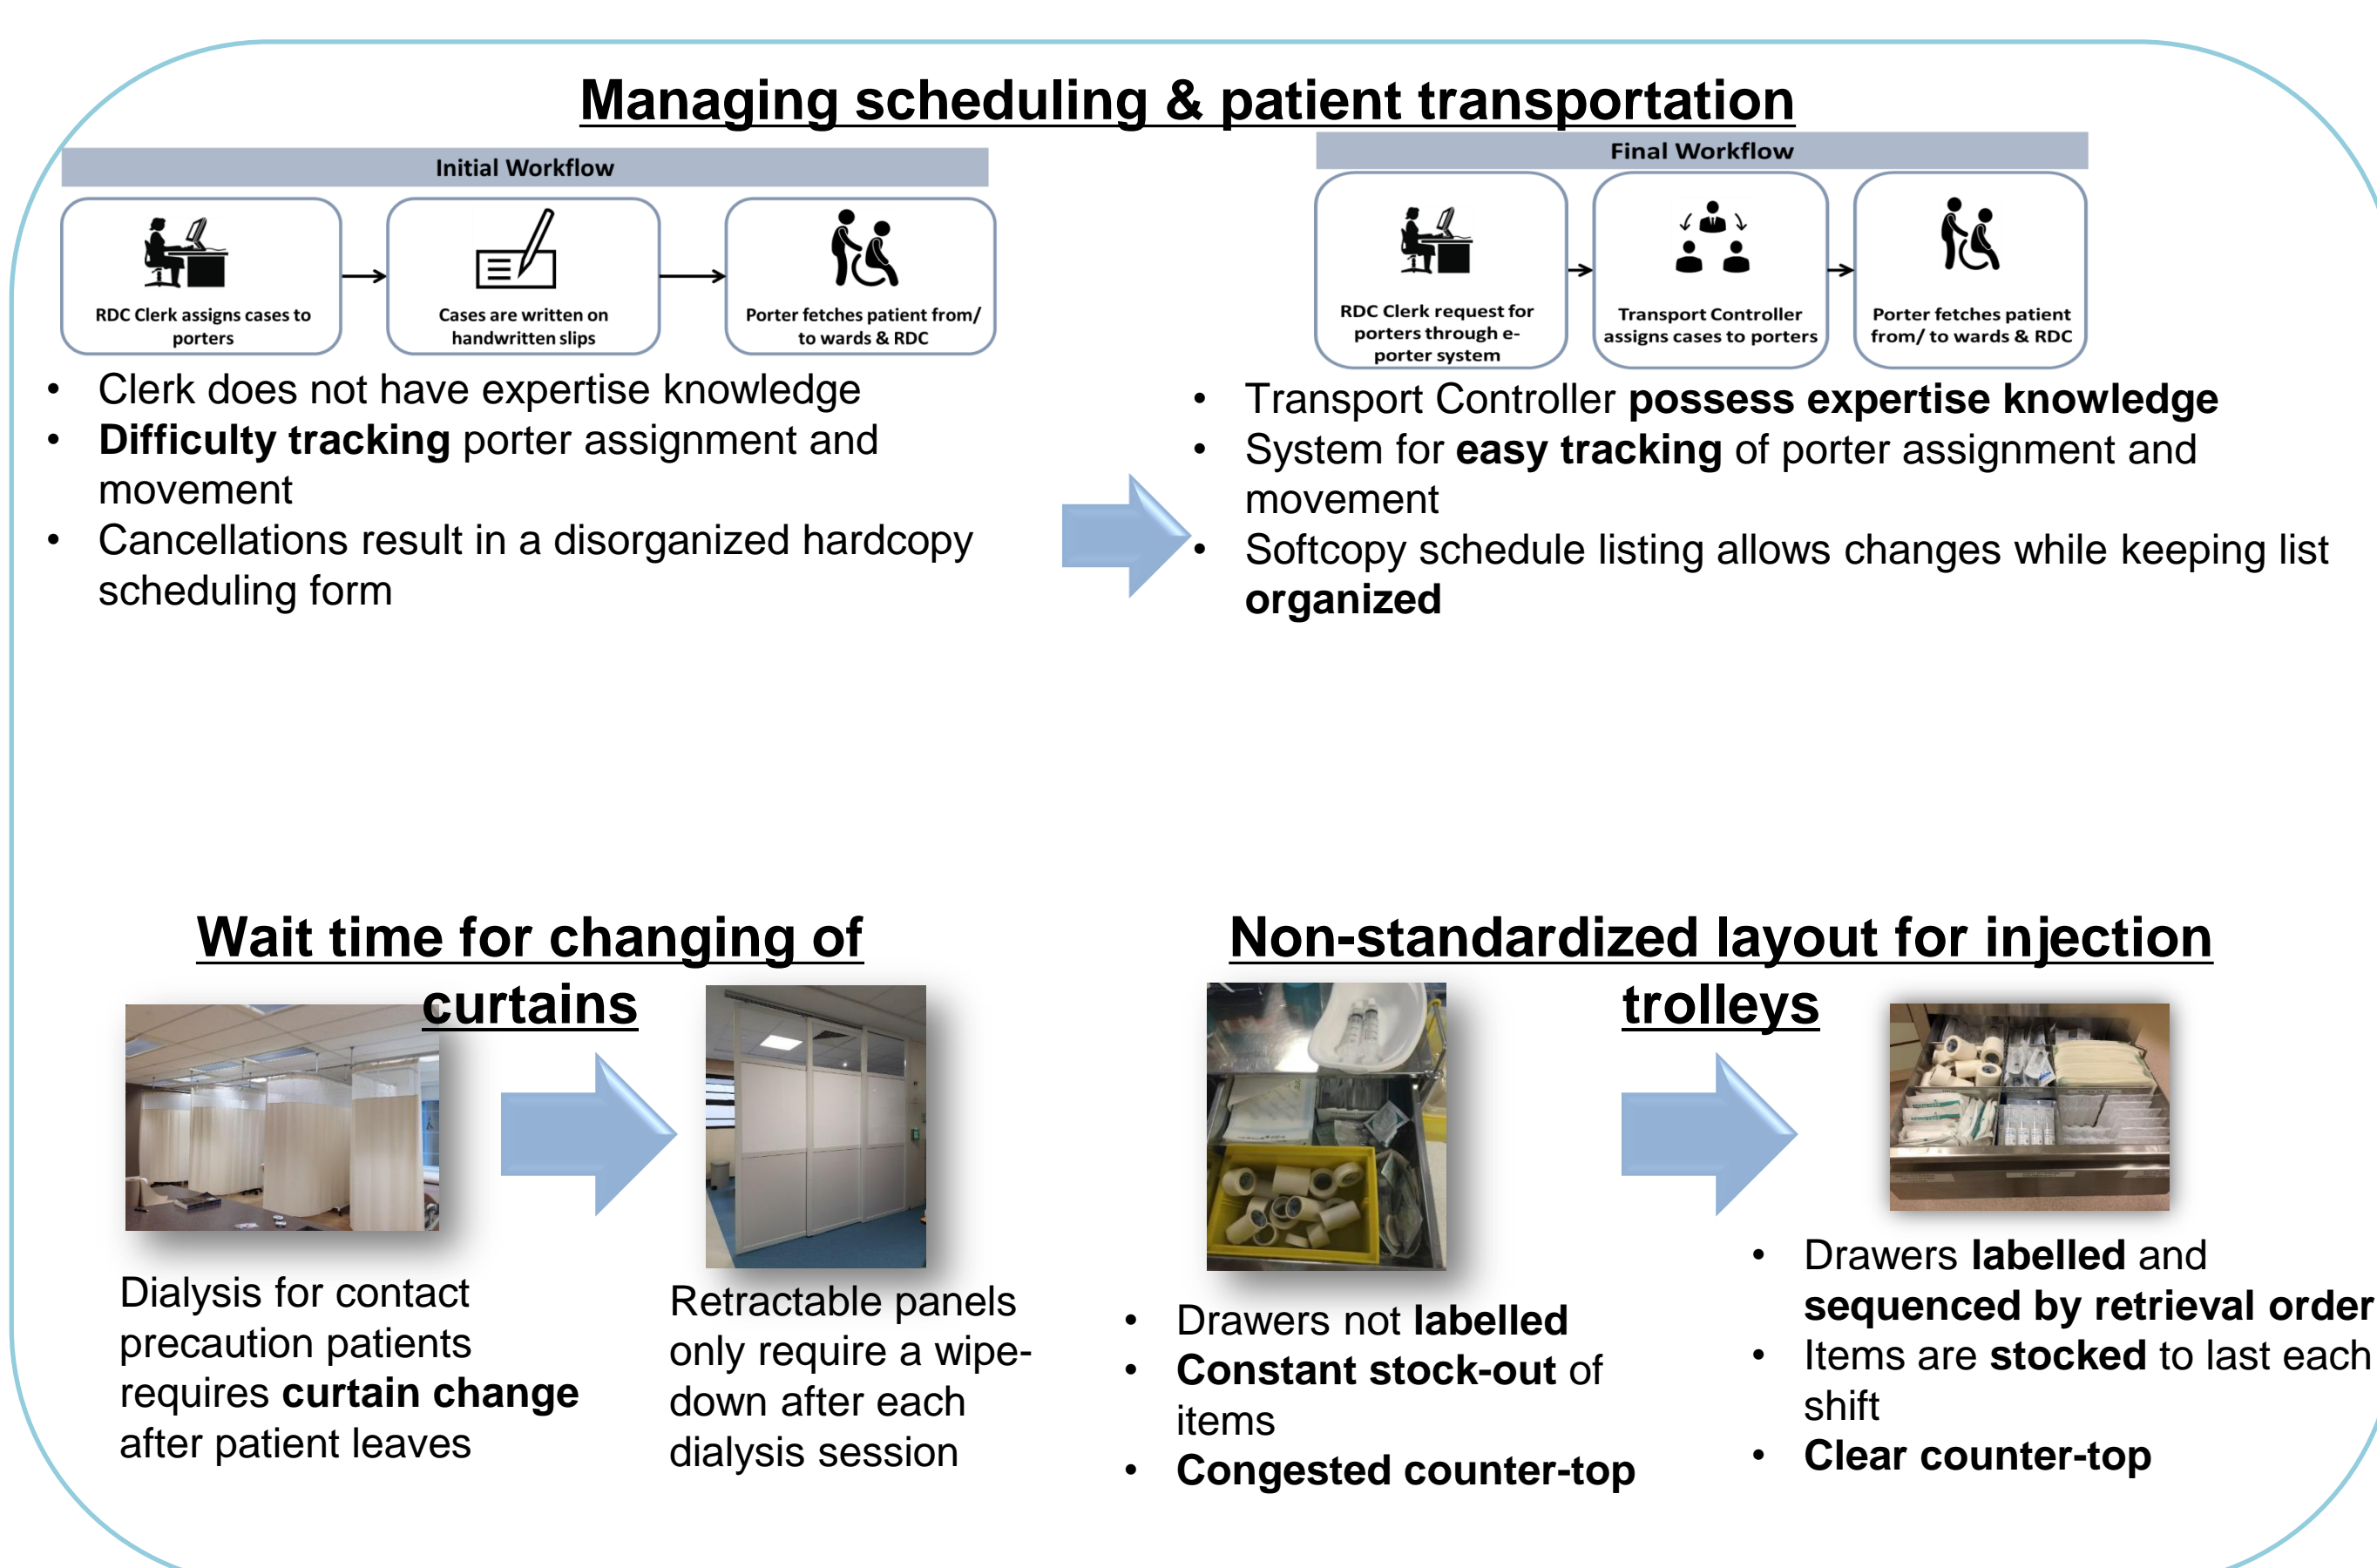 Managing scheduling & patient transportation
Initial Workflow
RDC Clerk assigns cases to
porters
Cases are written on
handwritten slips
Porter fetches patient from/
to wards & RDC
• Clerk does not have expertise knowledge
• Difficulty tracking porter assignment and
movement
• Cancellations result in a disorganized hardcopy
scheduling form
Final Workflow
RDC Clerk request for
porters through e-
porter system
Transport Controller
assigns cases to porters
Porter fetches patient
from/ to wards & RDC
• Transport Controller possess expertise knowledge
• System for easy tracking of porter assignment and
movement
• Softcopy schedule listing allows changes while keeping list
organized
Wait time for changing of
curtains
Dialysis for contact
precaution patients
requires curtain change
after patient leaves
Retractable panels
only require a wipe-
down after each
dialysis session
Non-standardized layout for injection
trolleys
• Drawers not labelled
• Constant stock-out of
items
• Congested counter-top
• Drawers labelled and
sequenced by retrieval order
• Items are stocked to last each
shift
• Clear counter-top